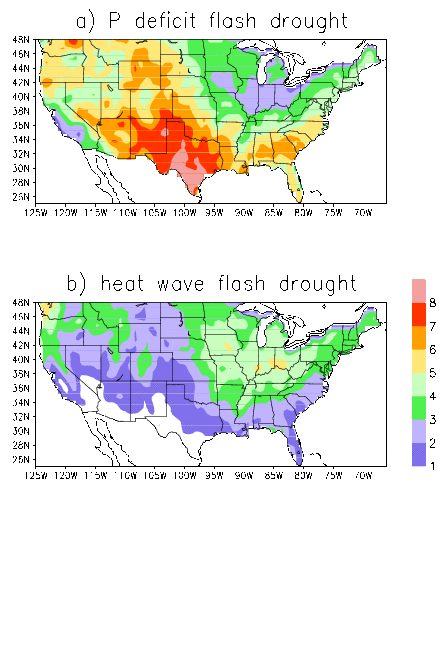 a) P deficit flash drought
48N
46N
44N
42N
40N
38N
36N
34N
32N
30N
28N
26N
125W 120W 115W 110W 105W 100W 95W 90W 85W 80W 75W 70W
b) heat wave flash drought
48N
46N
44N
42N
40N
38N
36N
34N
32N
30N
28N
26N
125W 120W 115W 110W 105W 100W 95W 90W 85W 80W 75W 70W
8
7
6
5
4
3
2
1